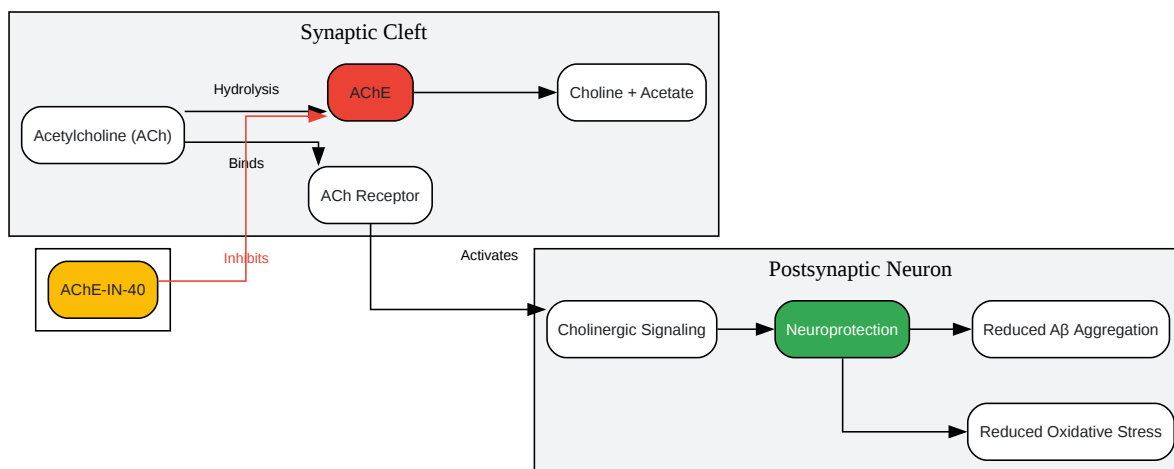 Synaptic Cleft
Hydrolysis
AChE
Choline + Acetate
Acetylcholine (ACh)
Binds
ACh Receptor
Inhibits
Activates
AChE-IN-40
Postsynaptic Neuron
Cholinergic Signaling
Neuroprotection
Reduced Aβ Aggregation
Reduced Oxidative Stress